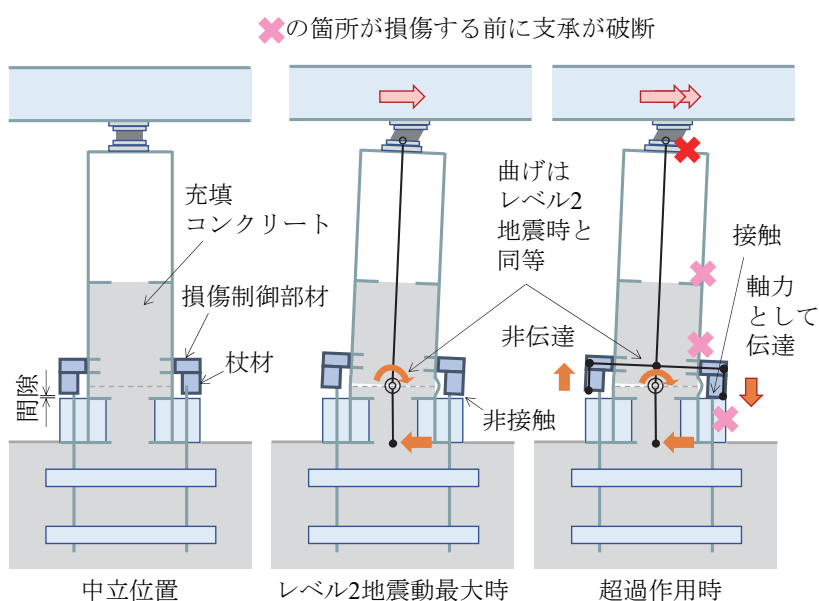 の箇所が損傷する前に支承が破断
充填
コンクリート
損傷制御部材
杖材
間隙
曲げは
レベル2
地震時と
同等
非接触
非伝達
接触
軸力
として
伝達
中立位置
レベル2地震動最大時
超過作用時